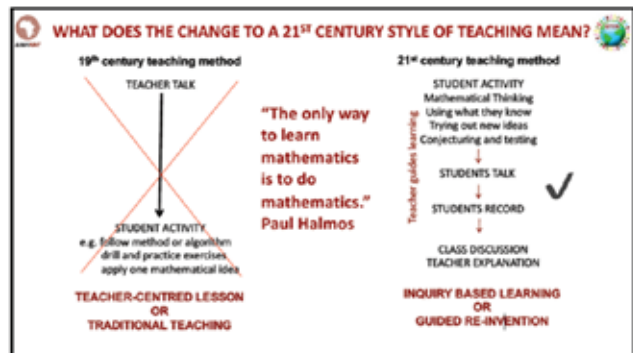 WHAT DOES THE CHANGE TO A 21ST CENTURY STYLE OF TEACHING MEAN?
19th century teaching method
TEACHER TALK
STUDENT ACTIVITY
e.g. follow method or algorithm
drill and practice exercises
apply one mathematical idea
TEACHER-CENTRED LESSON
OR
TRADITIONAL TEACHING
"The only way
to learn
mathematics
is to do
mathematics."
Paul Halmos
21st century teaching method
STUDENT ACTIVITY
Mathematical Thinking
Using what they know
Trying out new ideas
Conjecturing and testing
Teacher guides learning
STUDENTS TALK
STUDENTS RECORD
CLASS DISCUSSION
TEACHER EXPLANATION
INQUIRY BASED LEARNING
OR
GUIDED RE-INVENTION